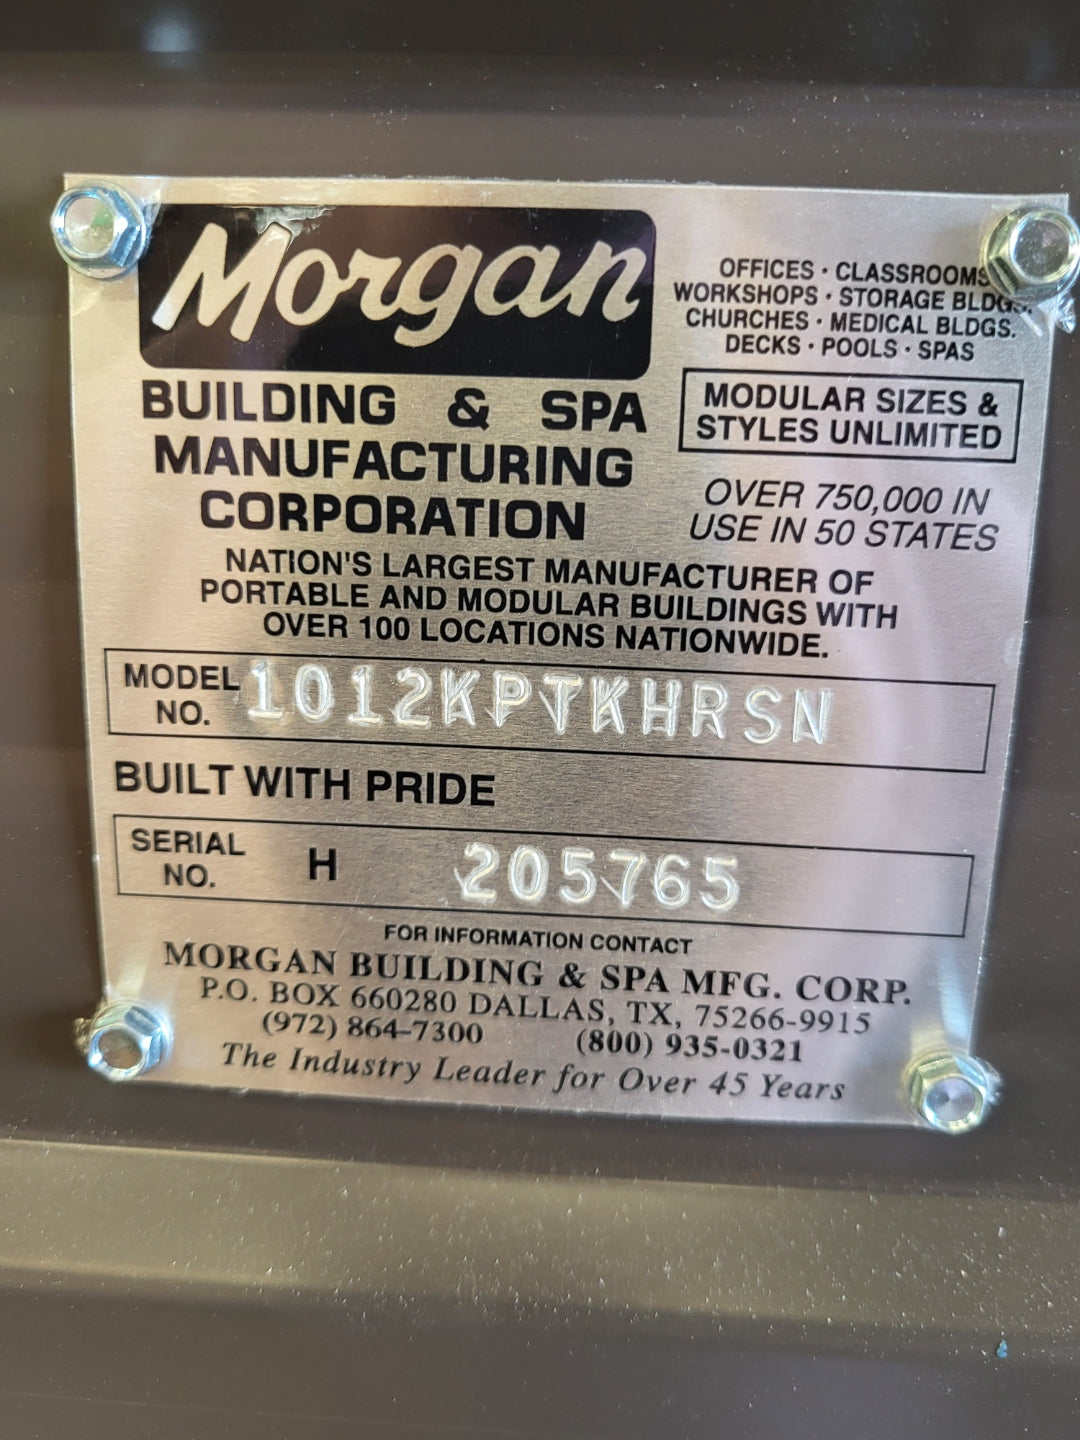 Morgan
BUILDING & SPA
MANUFACTURING
CORPORATION
OFFICES · CLASSROOMS
WORKSHOPS · STORAGE BLDGS.
CHURCHES · MEDICAL BLDGS.
DECKS · POOLS · SPAS
MODULAR SIZES &
STYLES UNLIMITED
OVER 750,000 IN
USE IN 50 STATES
NATION'S LARGEST MANUFACTURER OF
PORTABLE AND MODULAR BUILDINGS WITH
OVER 100 LOCATIONS NATIONWIDE.
MODEL NO. 1012KPTKHRSN
BUILT WITH PRIDE
SERIAL NO. H 205765
FOR INFORMATION CONTACT
MORGAN BUILDING & SPA MFG. CORP.
P.O. BOX 660280 DALLAS, TX, 75266-9915
(972) 864-7300 (800) 935-0321
The Industry Leader for Over 45 Years